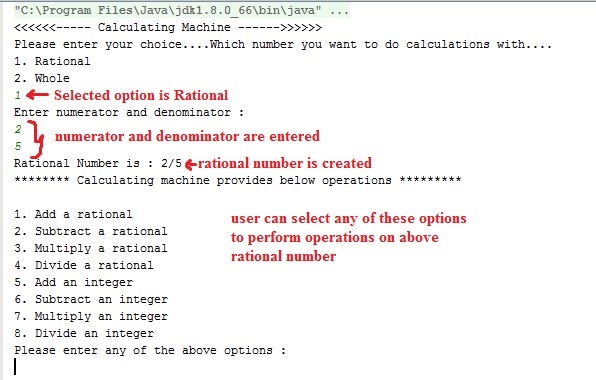 "C:\Program Files\Java\jdk1.8.0_66\bin\java" ...
<<<<<<----- Calculating Machine ------>>>>>>
Please enter your choice....Which number you want to do calculations with....
1. Rational
2. Whole
1 Selected option is Rational
Enter numerator and denominator :
2
numerator and denominator are entered
5
Rational Number is : 2/5 rational number is created
******** Calculating machine provides below operations *********
1. Add a rational
2. Subtract a rational
3. Multiply a rational
4. Divide a rational
5. Add an integer
6. Subtract an integer
7. Multiply an integer
8. Divide an integer
user can select any of these options
to perform operations on above
rational number
Please enter any of the above options :